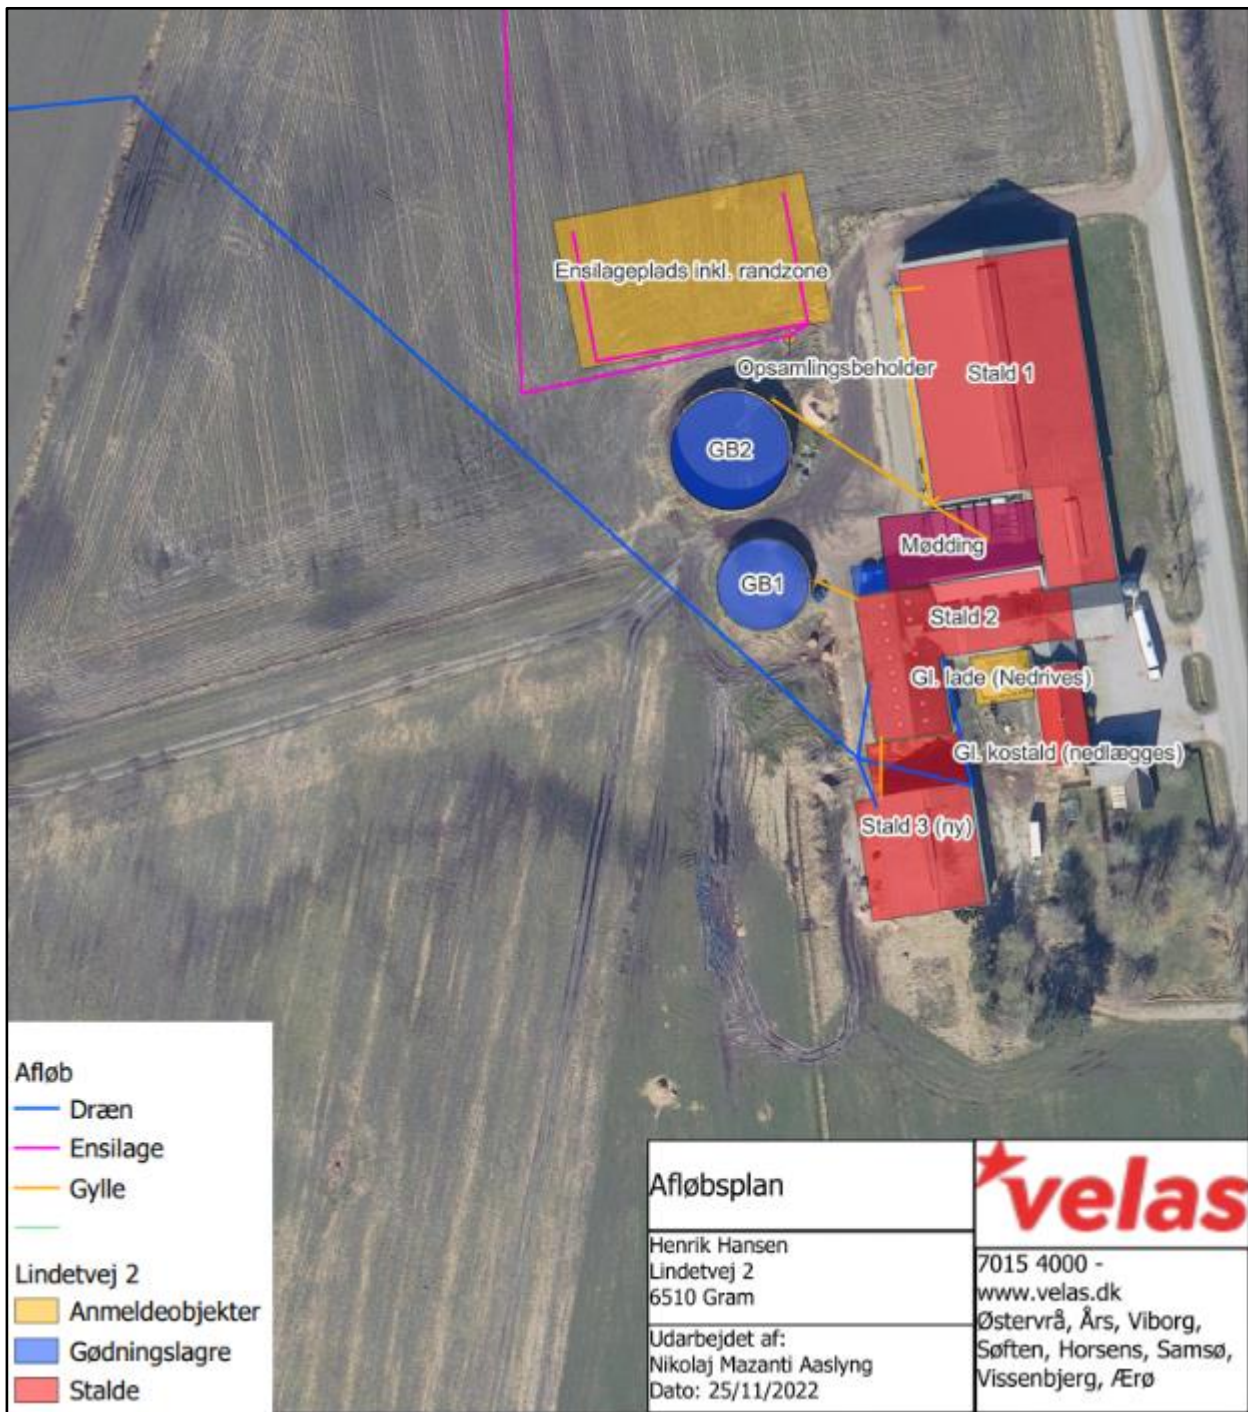 Ensilageplads inkl. randzone
Opsamlingsbeholder
Stald 1
GB2
Mødding
GB1
Stald 2
Gl. lade (Nedrives)
Gl. kostald (nedlægges)
Stald 3 (ny)
Afløb
Dræn
Ensilage
Gylle
Lindetvej 2
Anmeldeobjekter
Gødningslagre
Stalde
Afløbsplan
Henrik Hansen
Lindetvej 2
6510 Gram
Udarbejdet af:
Nikolaj Mazanti Aaslyng
Dato: 25/11/2022
velas
7015 4000 -
www.velas.dk
Østervrå, Års, Viborg,
Søften, Horsens, Samsø,
Vissenbjerg, Ærø